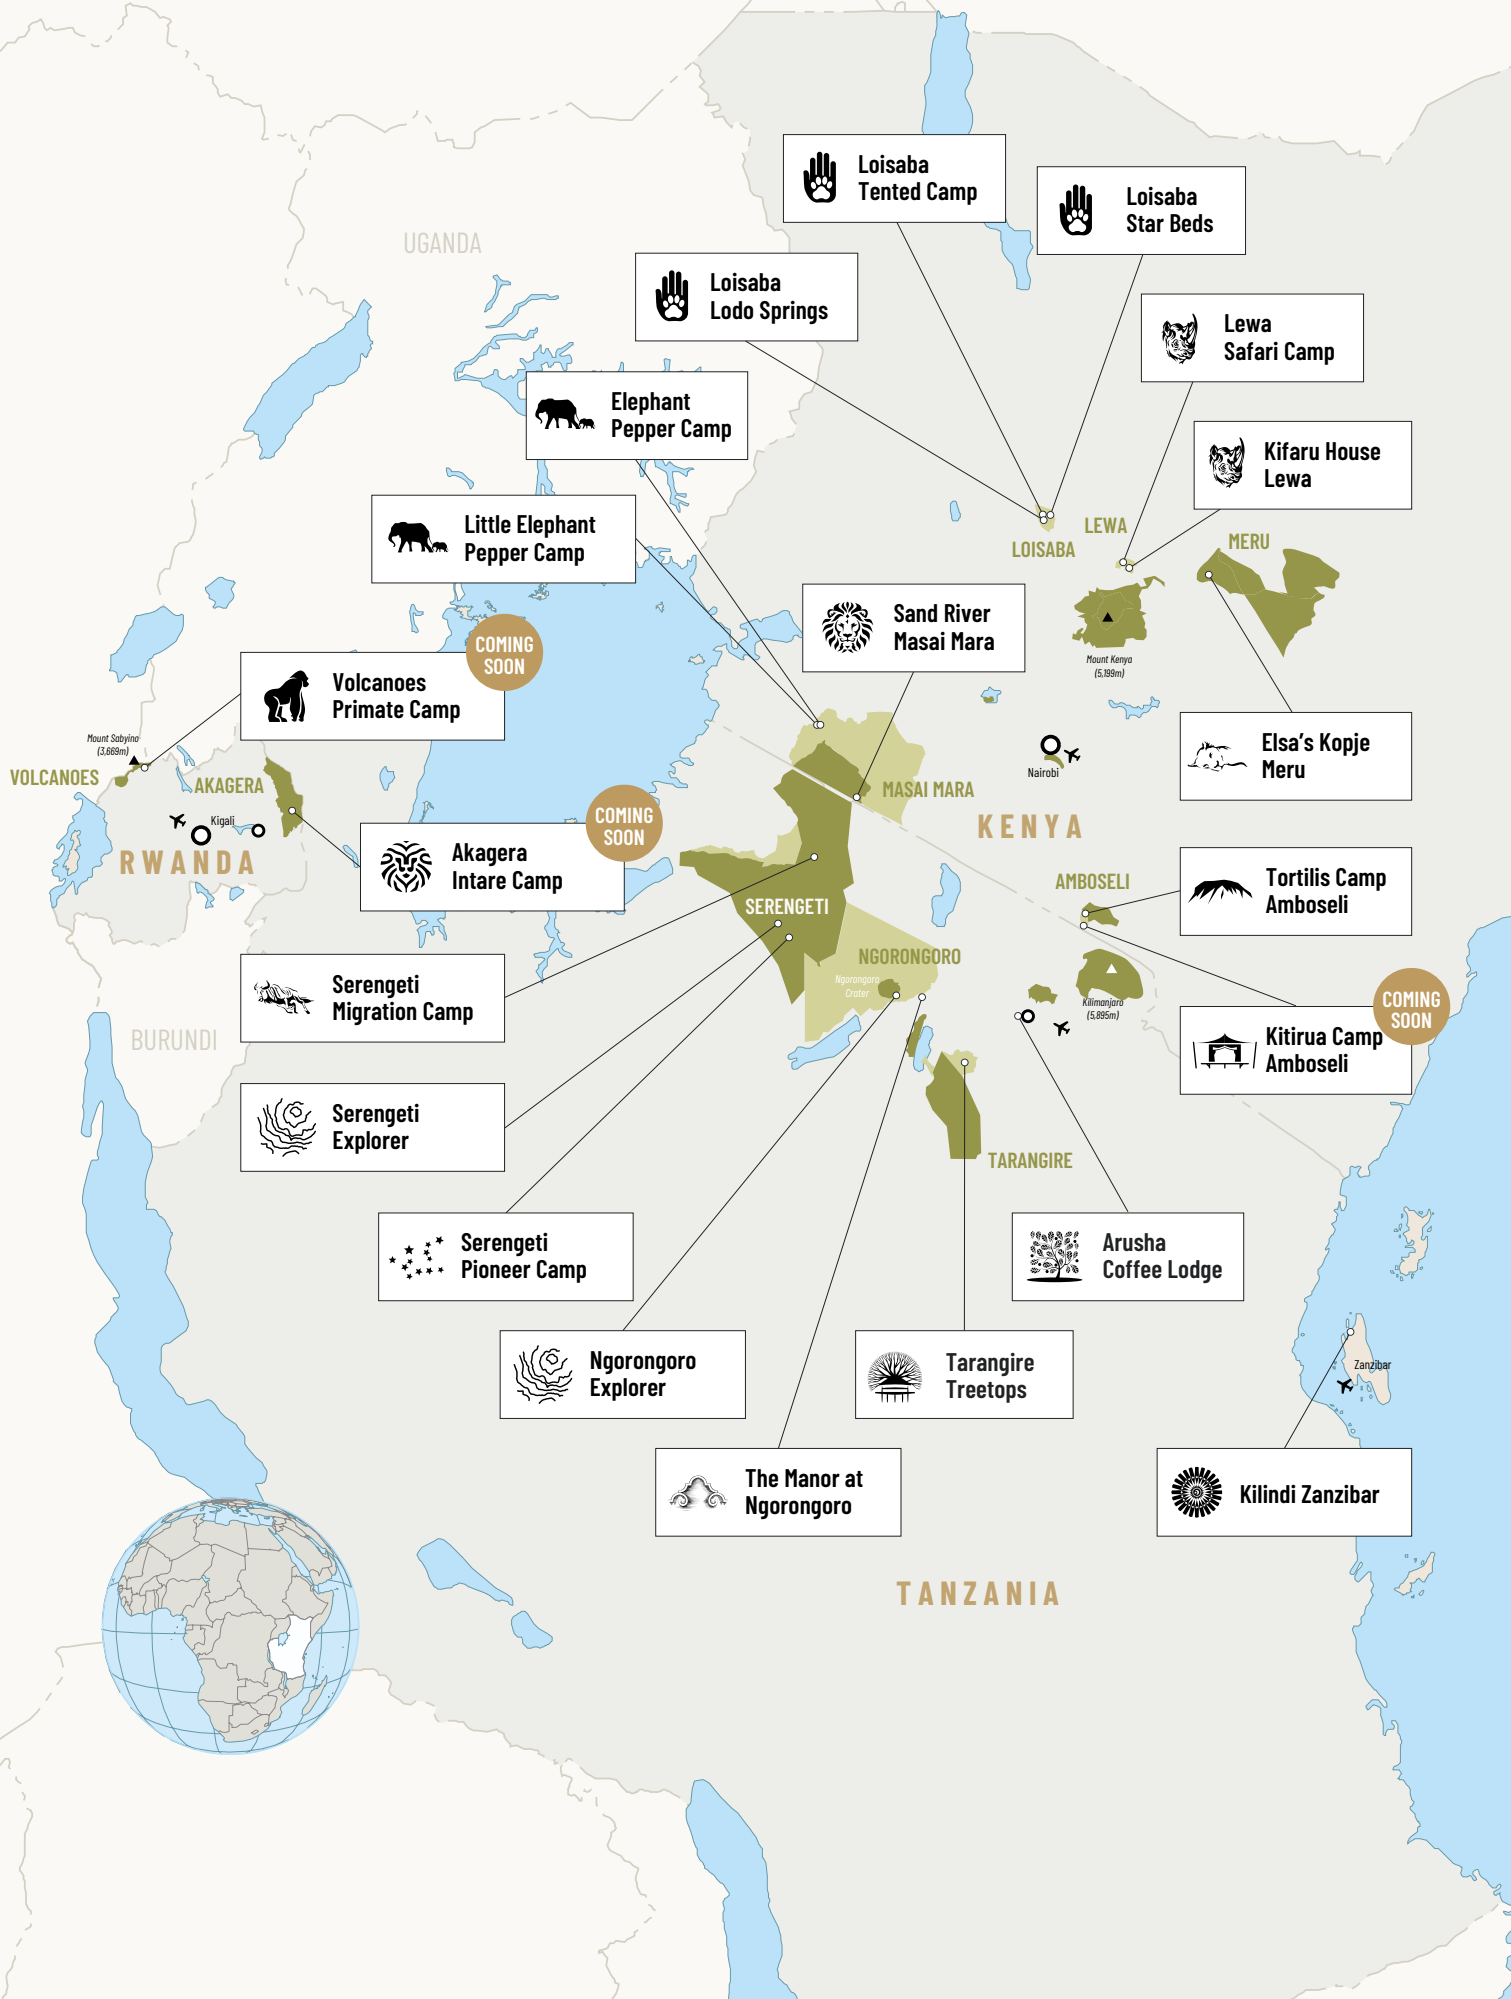 Loisaba
Tented Camp
Loisaba
Star Beds
UGANDA
Loisaba
Lodo Springs
Lewa
Safari Camp
Elephant
Pepper Camp
Kifaru House
Lewa
Little Elephant
Pepper Camp
LEWA
LOISABA
MERU
Sand River
Masai Mara
COMING
SOON
Volcanoes
Primate Camp
Mount Kenya
(5,199m)
Mount Sabyino
(3,669m)
Elsa's Kopje
Meru
VOLCANOES
AKAGERA
Nairobi
MASAI MARA
KENYA
Kigali
RWANDA
COMING
SOON
Akagera
Intare Camp
AMBOSELI
Tortilis Camp
Amboseli
SERENGETI
NGORONGORO
Ngorongoro
Crater
Serengeti
Migration Camp
Kilimanjaro
(5,895m)
COMING
SOON
Kitirua Camp
Amboseli
BURUNDI
Serengeti
Explorer
TARANGIRE
Serengeti
Pioneer Camp
Arusha
Coffee Lodge
Ngorongoro
Explorer
Tarangire
Treetops
Zanzibar
The Manor at
Ngorongoro
Kilindi Zanzibar
TANZANIA